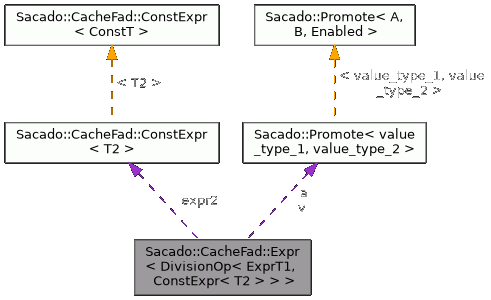 Sacado::CacheFad::ConstExpr
< ConstT >
Sacado::Promote< A,
B, Enabled >
< T2 >
< value_type_1, value
_type_2 >
Sacado::CacheFad::ConstExpr
< T2 >
Sacado::Promote< value
_type_1, value_type_2 >
expr2
a
v
Sacado::CacheFad::Expr
< DivisionOp< ExprT1,
ConstExpr< T2 > > >